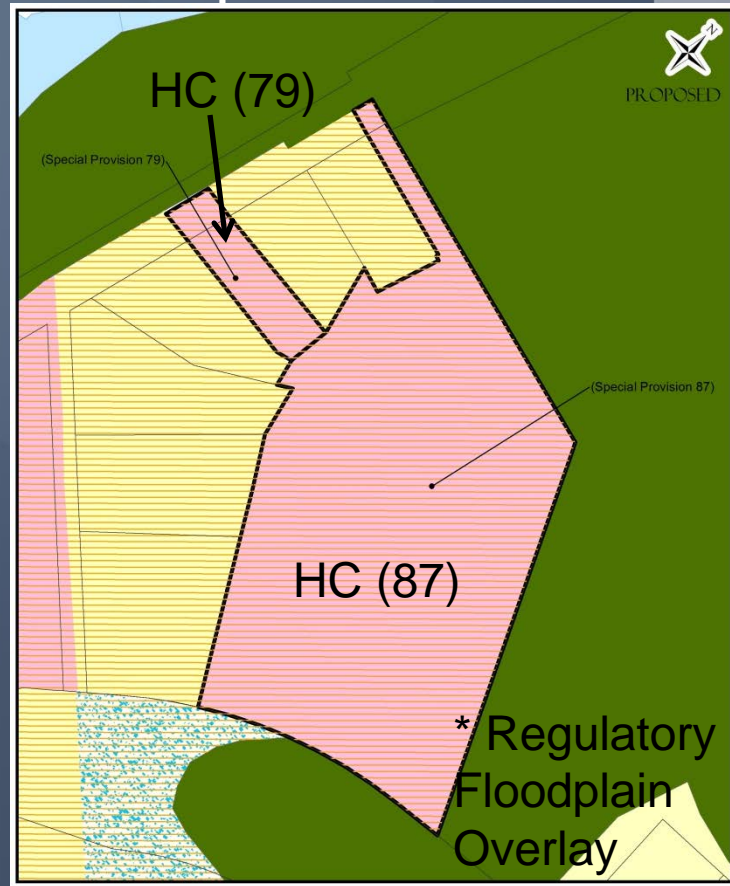 N
PROPOSED
HC (79)
(Special Provision 79)
(Special Provision 87)
HC (87)
* Regulatory
Floodplain
Overlay